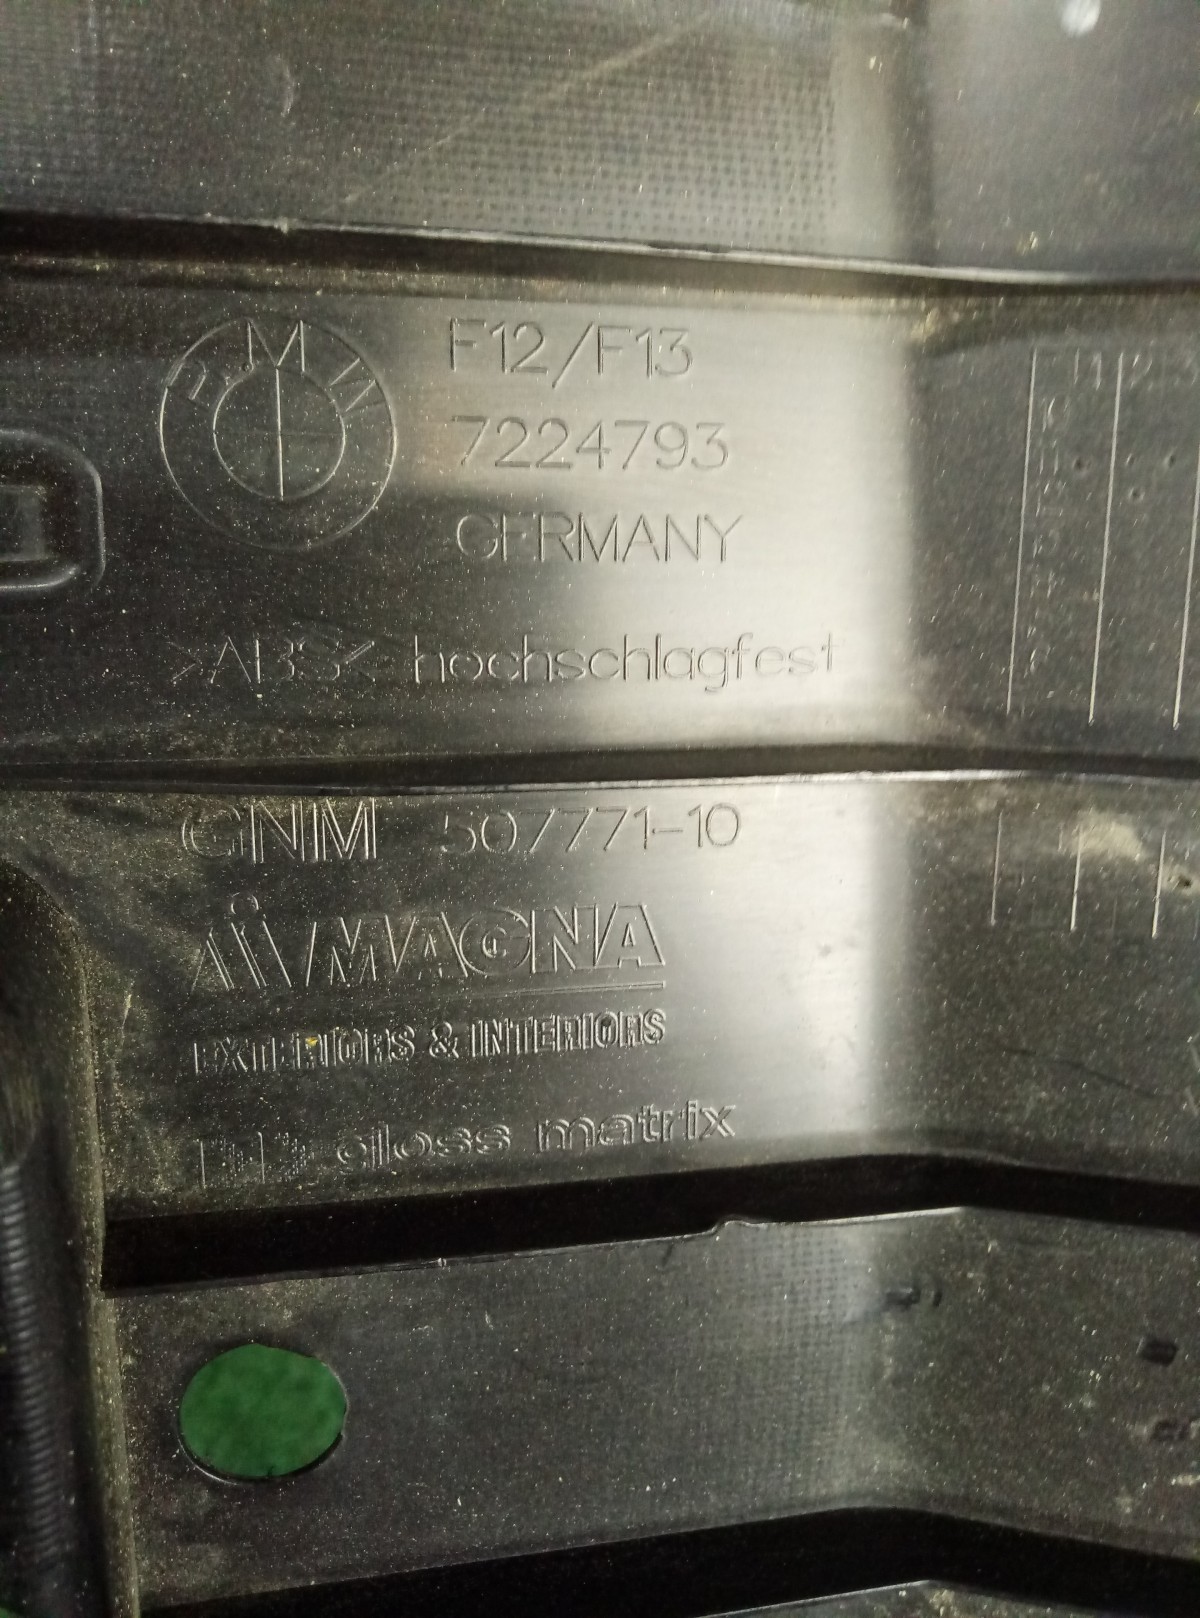 BMW
F12/F13
7224793
GERMANY
>ABS< hochschlagfest
GNM 507771-10
MAGNA
EXTERIORS & INTERIORS
gloss matrix